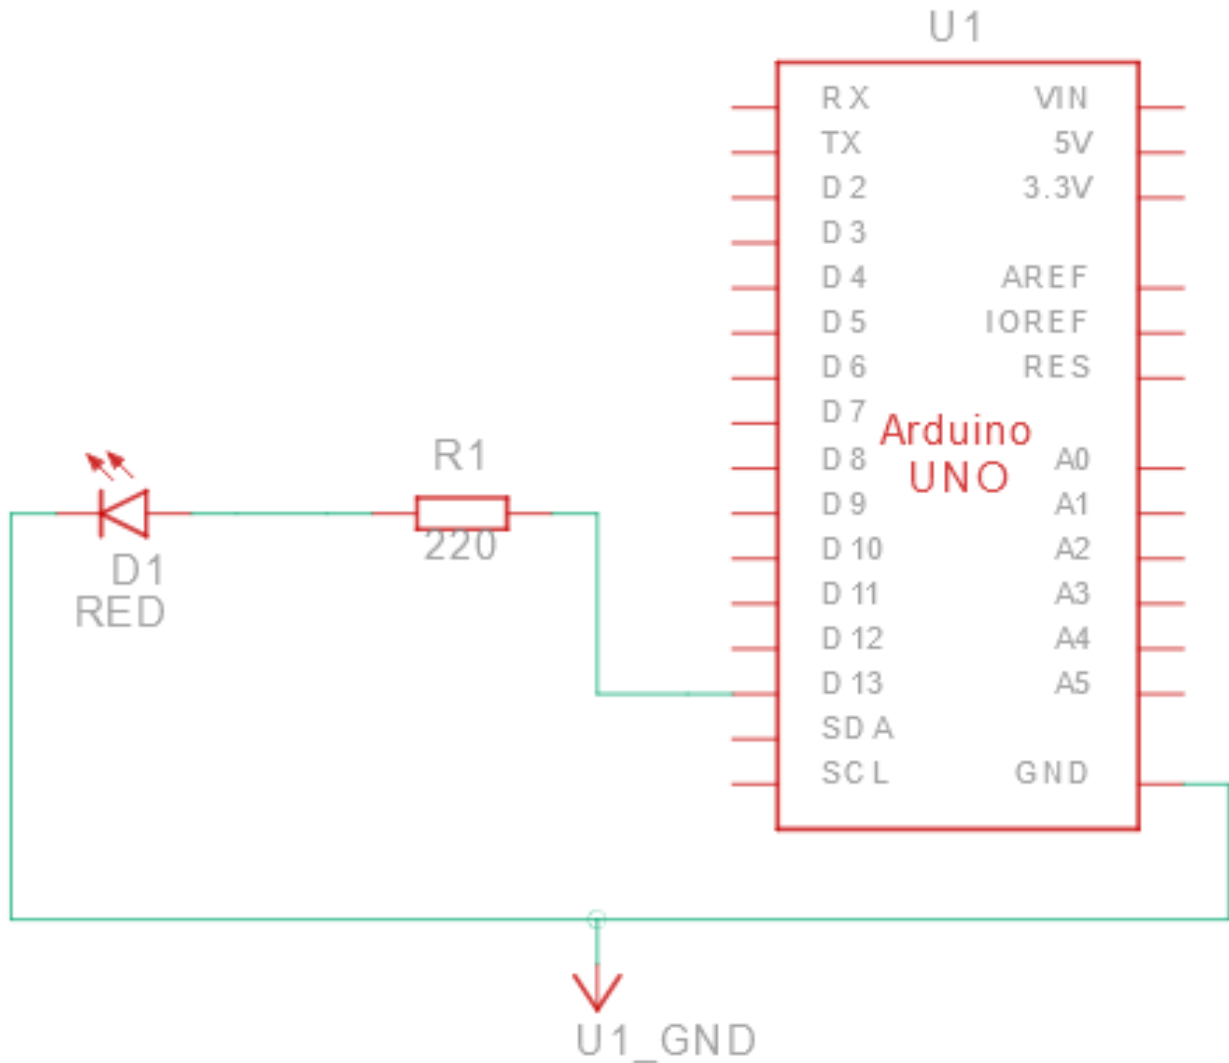 U1
RX VIN
TX 5V
D2 3.3V
D3
D4 AREF
D5 IOREF
D6 RES
D7
Arduino
UNO
D8 A0
D9 A1
D10 A2
D11 A3
D12 A4
D13 A5
SDA
SCL GND
R1
220
D1
RED
U1_GND